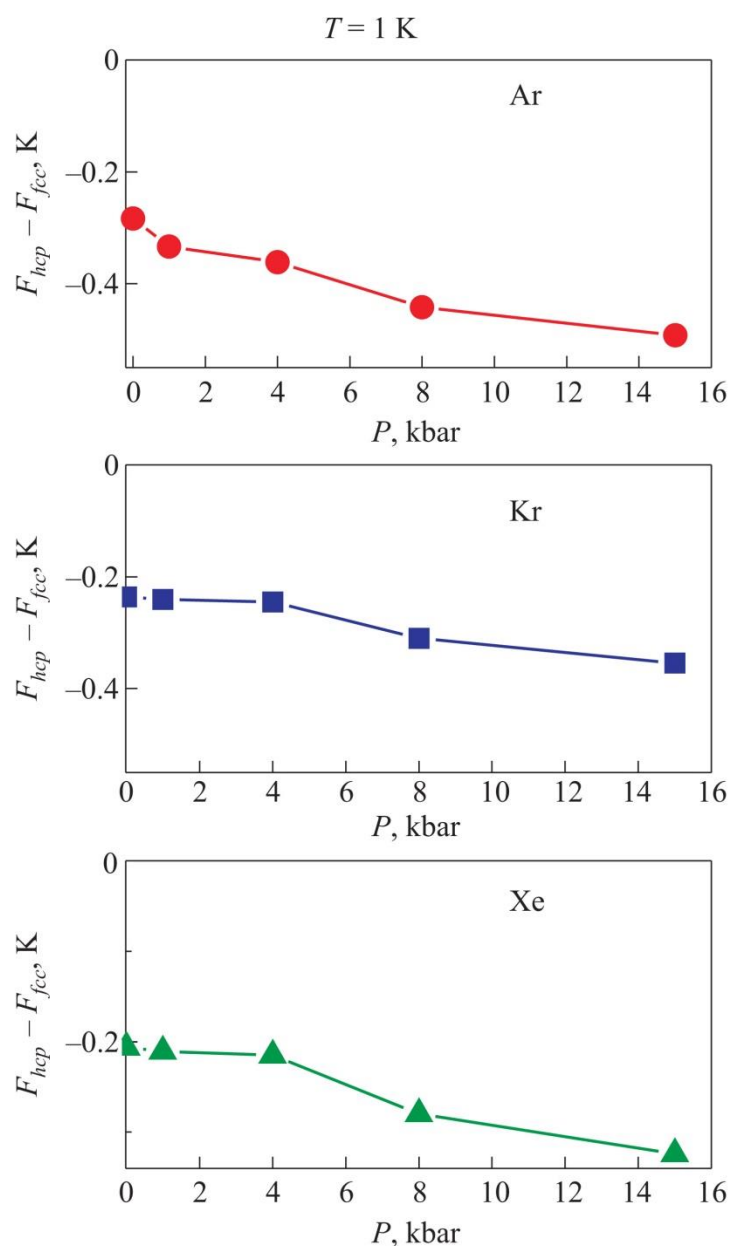 T = 1 K
Ar
F_hcp – F_fcc, K
0
–0.2
–0.4
0 2 4 6 8 10 12 14 16
P, kbar
Kr
F_hcp – F_fcc, K
0
–0.2
–0.4
0 2 4 6 8 10 12 14 16
P, kbar
Xe
F_hcp – F_fcc, K
0
–0.2
0 2 4 6 8 10 12 14 16
P, kbar